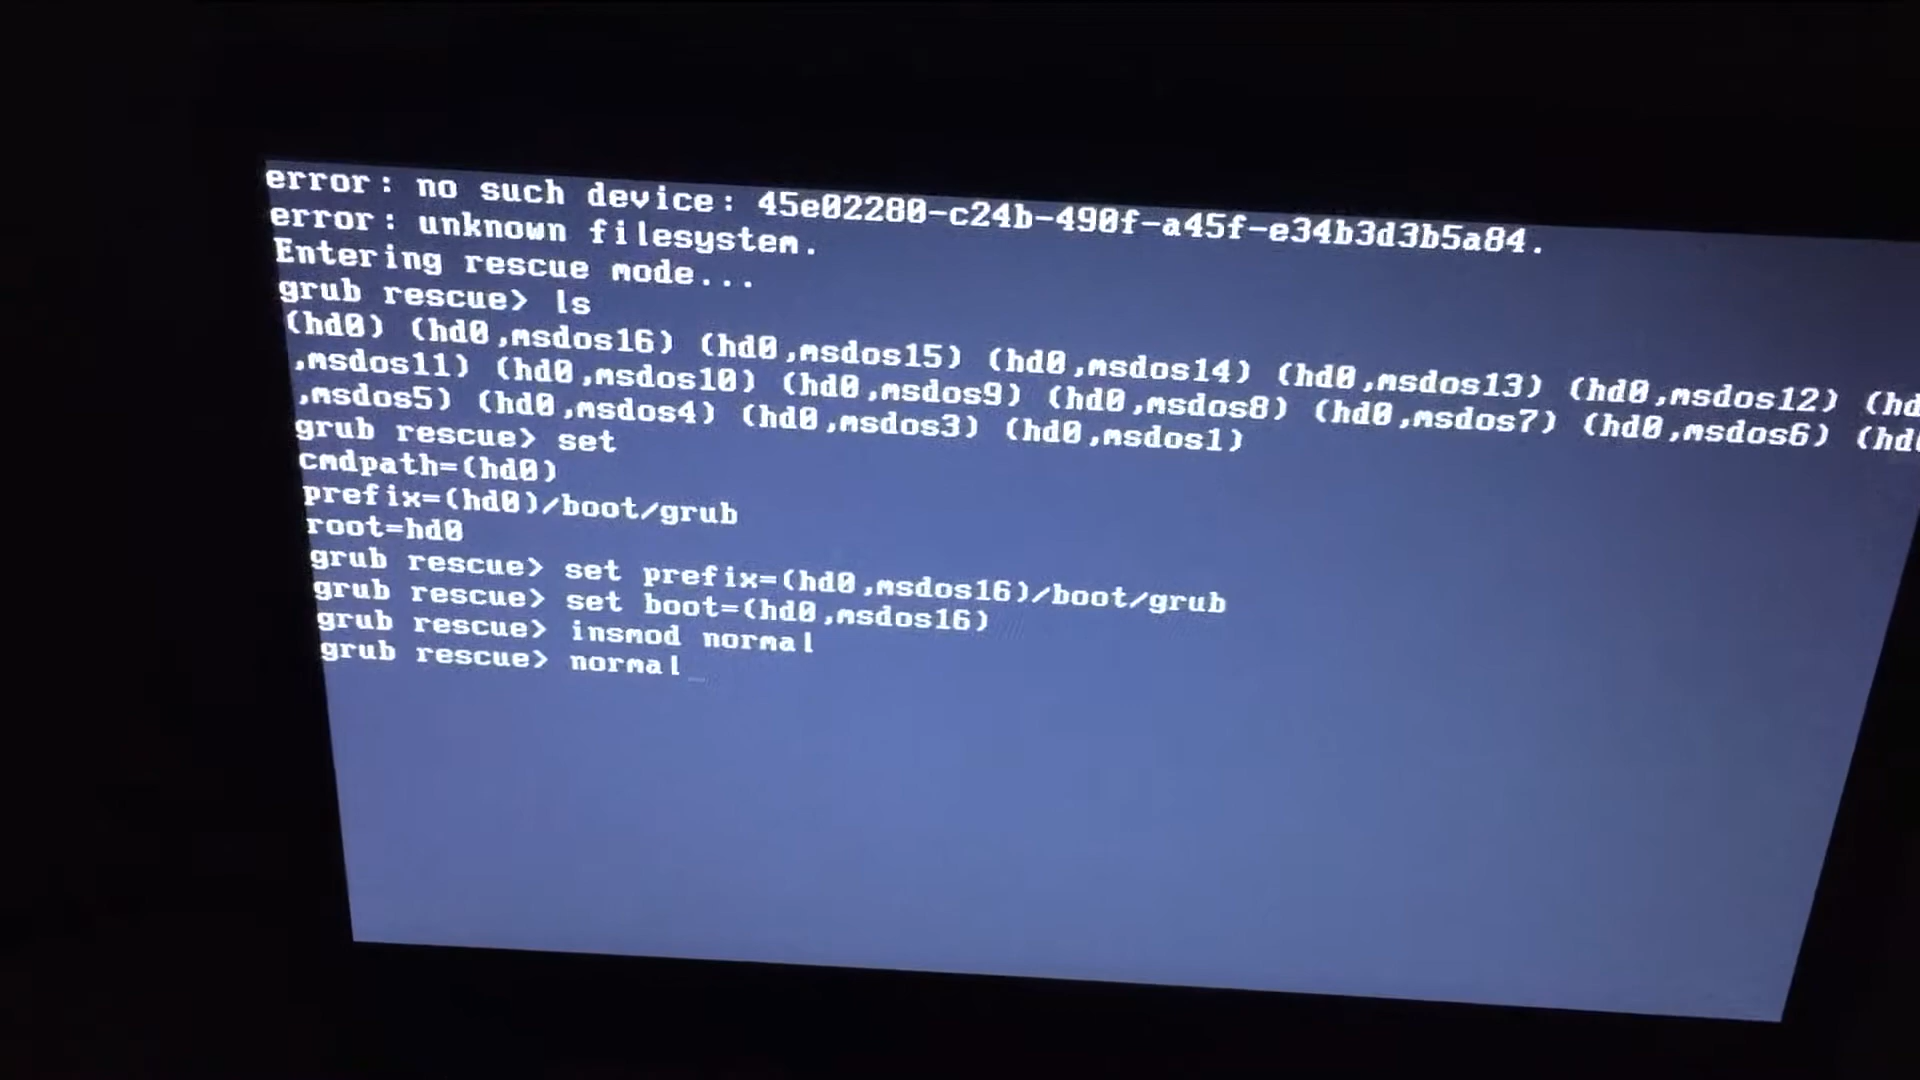 error: no such device: 45e02280-c24b-490f-a45f-e34b3d3b5a84.
error: unknown filesystem.
Entering rescue mode...
grub rescue> ls
(hd0) (hd0,msdos16) (hd0,msdos15) (hd0,msdos14) (hd0,msdos13) (hd0,msdos12) (hd
,msdos11) (hd0,msdos10) (hd0,msdos9) (hd0,msdos8) (hd0,msdos7) (hd0,msdos6) (hd
,msdos5) (hd0,msdos4) (hd0,msdos3) (hd0,msdos1)
grub rescue> set
cmdpath=(hd0)
prefix=(hd0)/boot/grub
root=hd0
grub rescue> set prefix=(hd0,msdos16)/boot/grub
grub rescue> set boot=(hd0,msdos16)
grub rescue> insmod normal
grub rescue> normal_